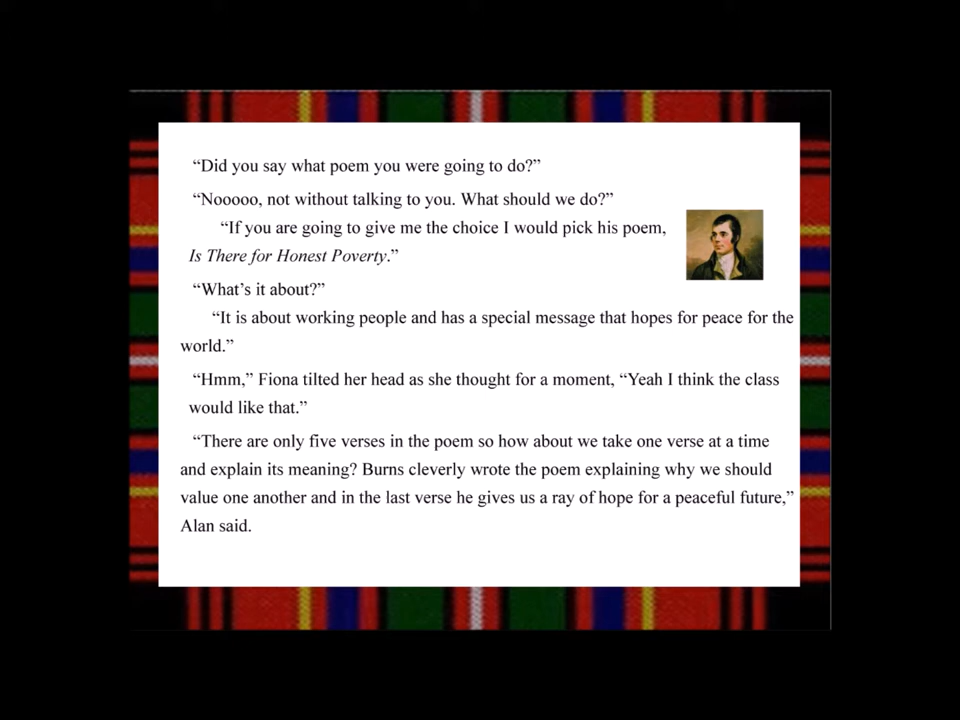 “Did you say what poem you were going to do?”
“Nooooo, not without talking to you. What should we do?”
“If you are going to give me the choice I would pick his poem,
Is There for Honest Poverty.”
“What’s it about?”
“It is about working people and has a special message that hopes for peace for the
world.”
“Hmm,” Fiona tilted her head as she thought for a moment, “Yeah I think the class
would like that.”
“There are only five verses in the poem so how about we take one verse at a time
and explain its meaning? Burns cleverly wrote the poem explaining why we should
value one another and in the last verse he gives us a ray of hope for a peaceful future,”
Alan said.